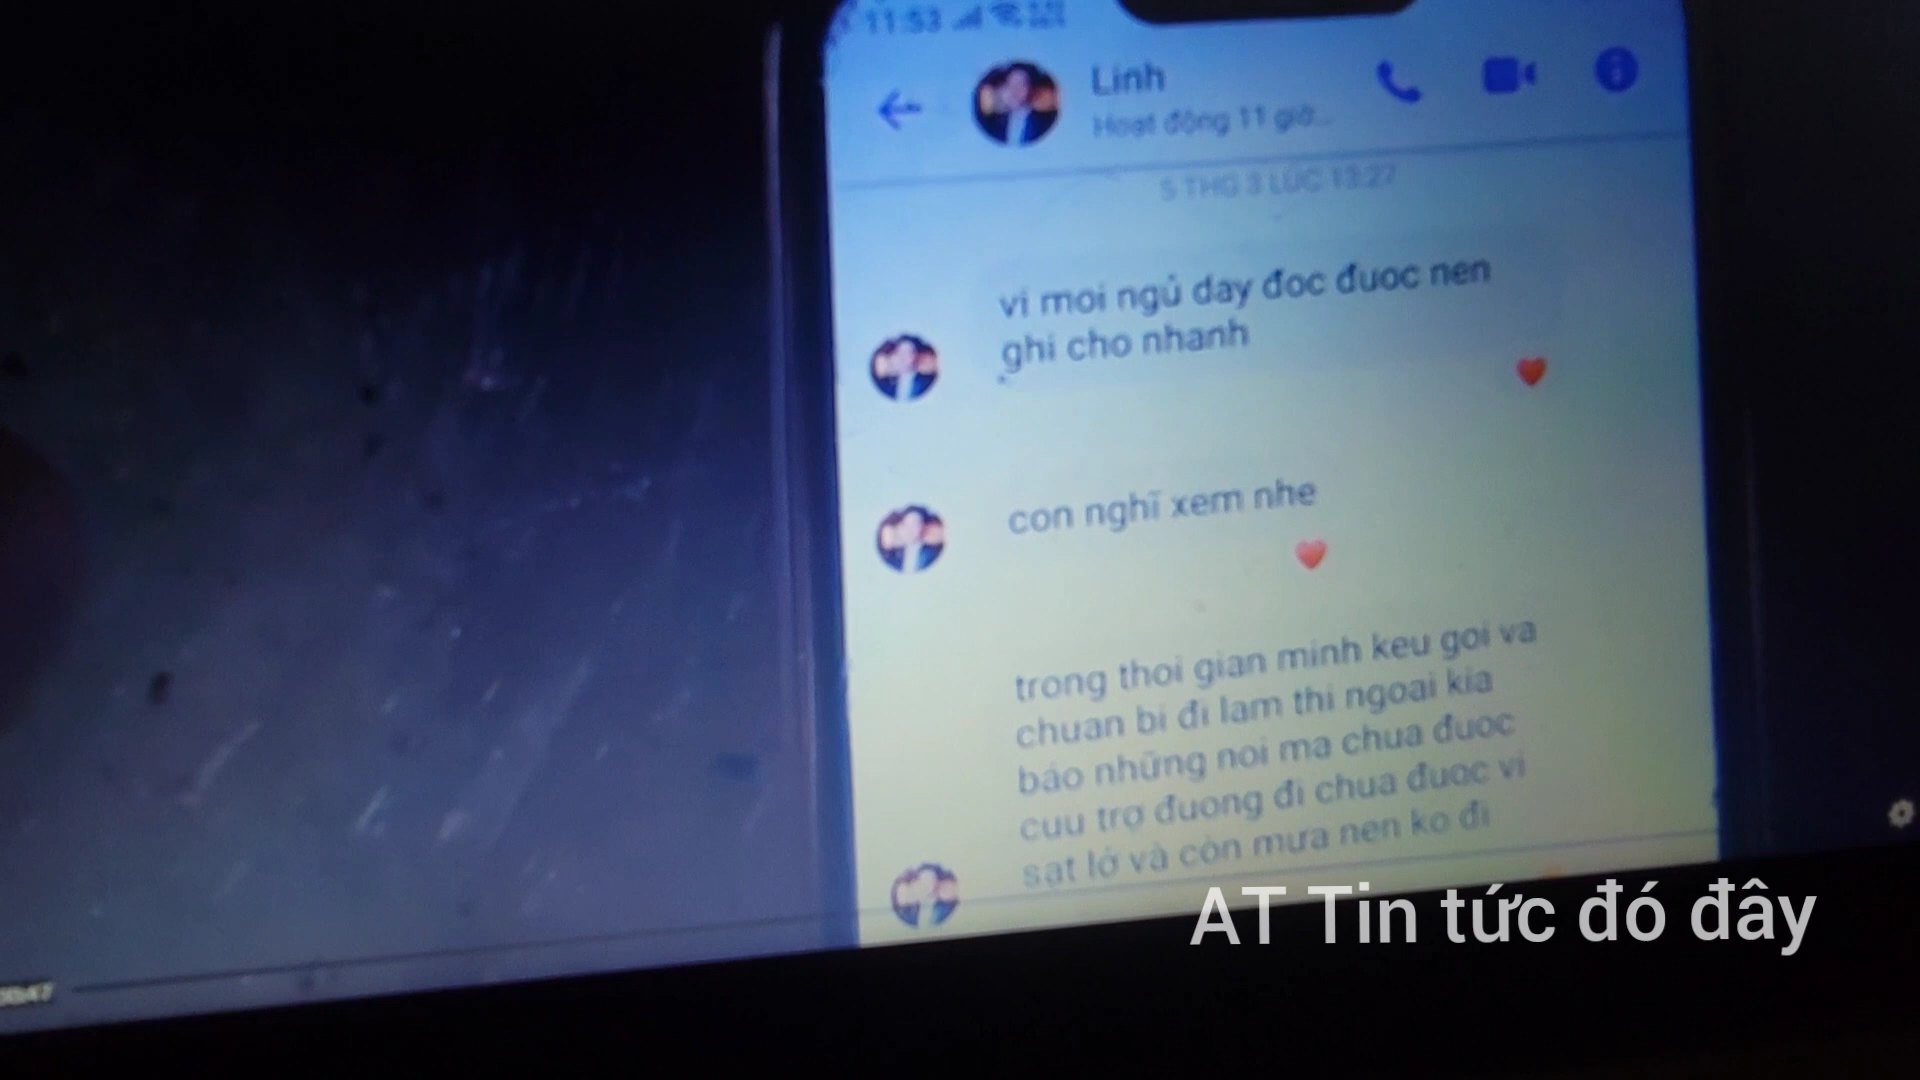 11:53
Linh
Hoạt động 11 giờ...
5 THG 3 LÚC 13:27
vi moi ngủ day đoc đuoc nen
ghi cho nhanh
con nghĩ xem nhe
trong thoi gian minh keu goi va
chuan bi đi lam thi ngoai kia
báo những noi ma chua đuoc
cuu trợ đuong đi chua đuoc vi
sat lở và còn mưa nen ko đi
AT Tin tức đó đây